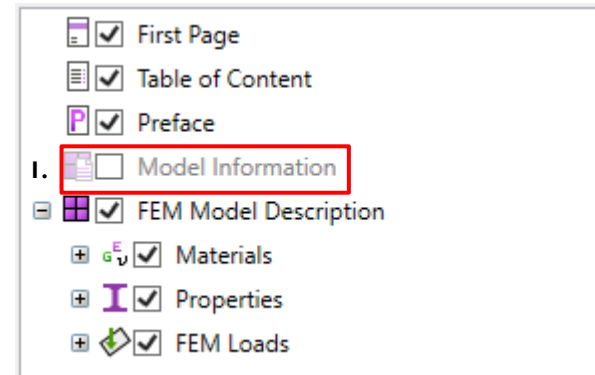 First Page
Table of Content
P Preface
I. Model Information
FEM Model Description
G E ν Materials
I Properties
FEM Loads